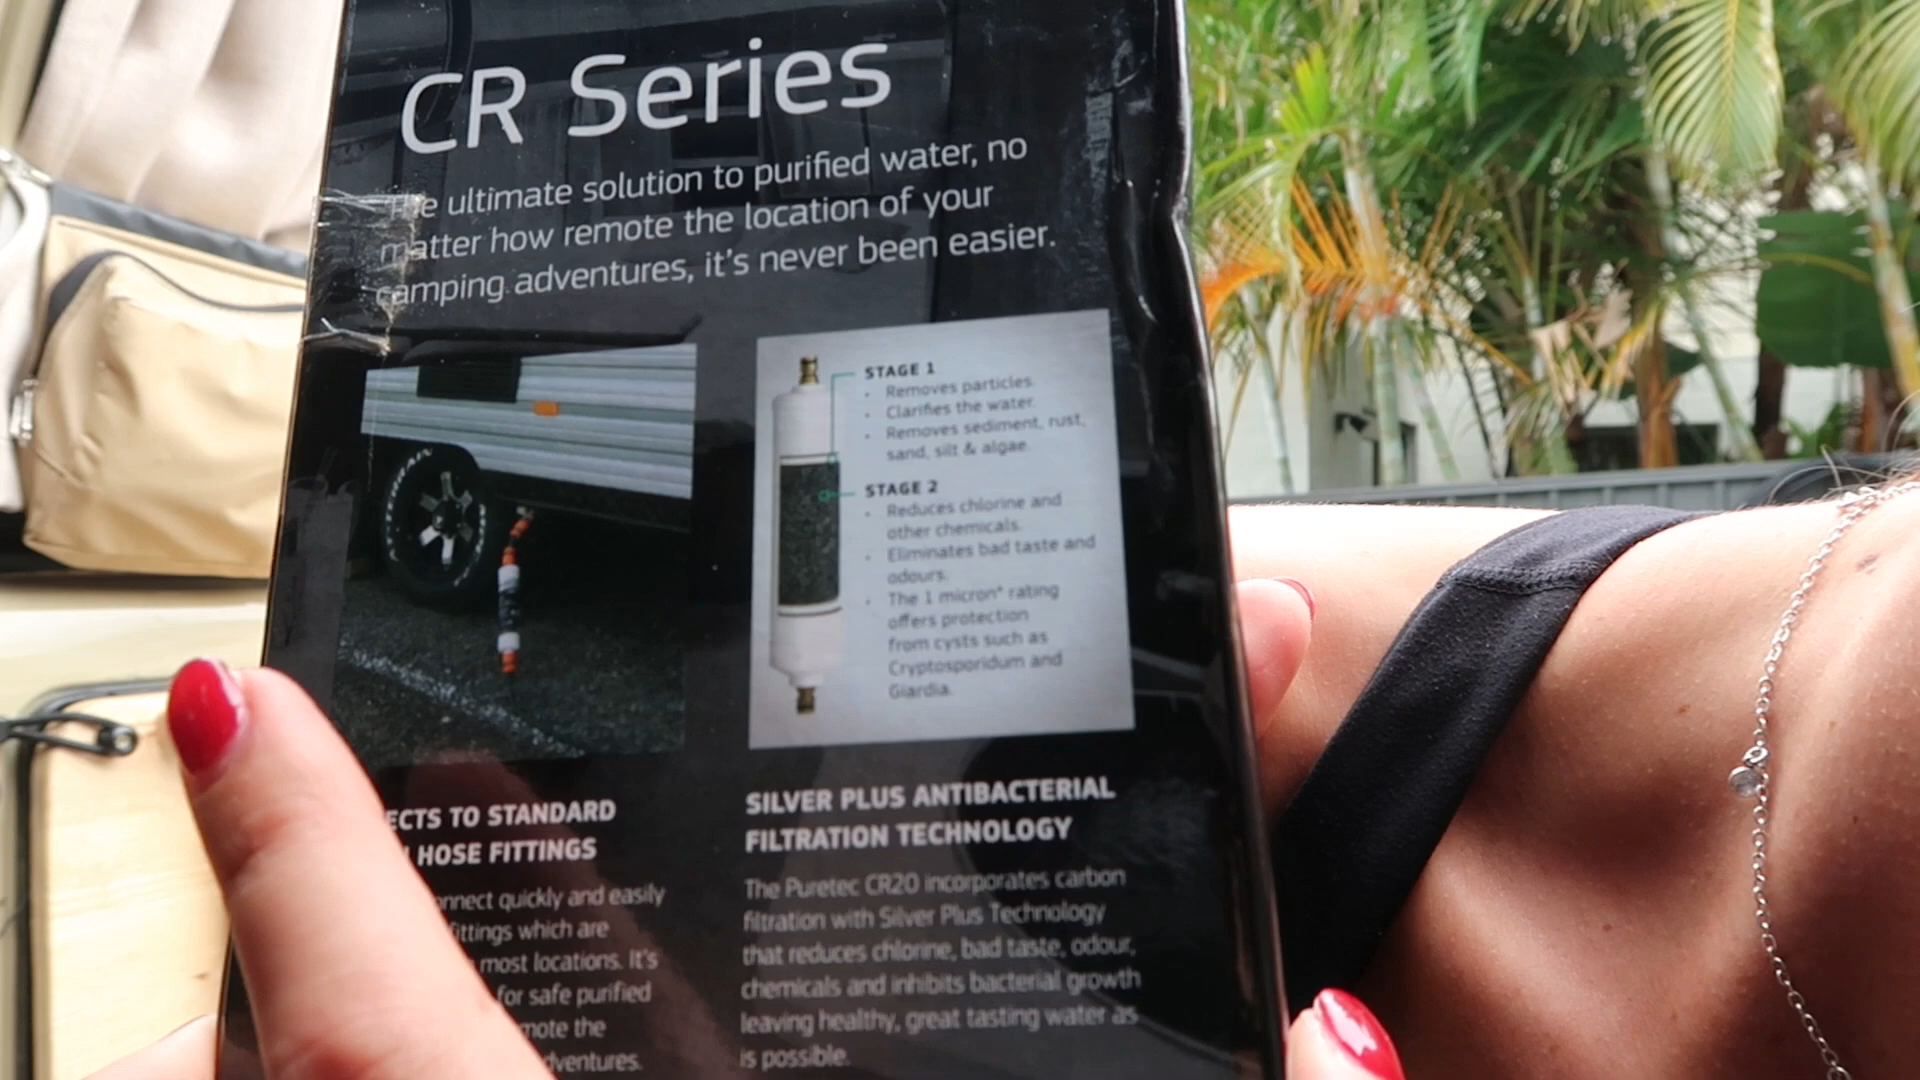 CR Series
The ultimate solution to purified water, no
matter how remote the location of your
camping adventures, it's never been easier.
STAGE 1
• Removes particles.
• Clarifies the water.
• Removes sediment, rust,
sand, silt & algae.
STAGE 2
• Reduces chlorine and
other chemicals.
• Eliminates bad taste and
odours.
• The 1 micron* rating
offers protection
from cysts such as
Cryptosporidum and
Giardia.
ECTS TO STANDARD
HOSE FITTINGS
nnect quickly and easily
ittings which are
most locations. It's
for safe purified
mote the
dventures.
SILVER PLUS ANTIBACTERIAL
FILTRATION TECHNOLOGY
The Puretec CR20 incorporates carbon
filtration with Silver Plus Technology
that reduces chlorine, bad taste, odour,
chemicals and inhibits bacterial growth
leaving healthy, great tasting water as
is possible.